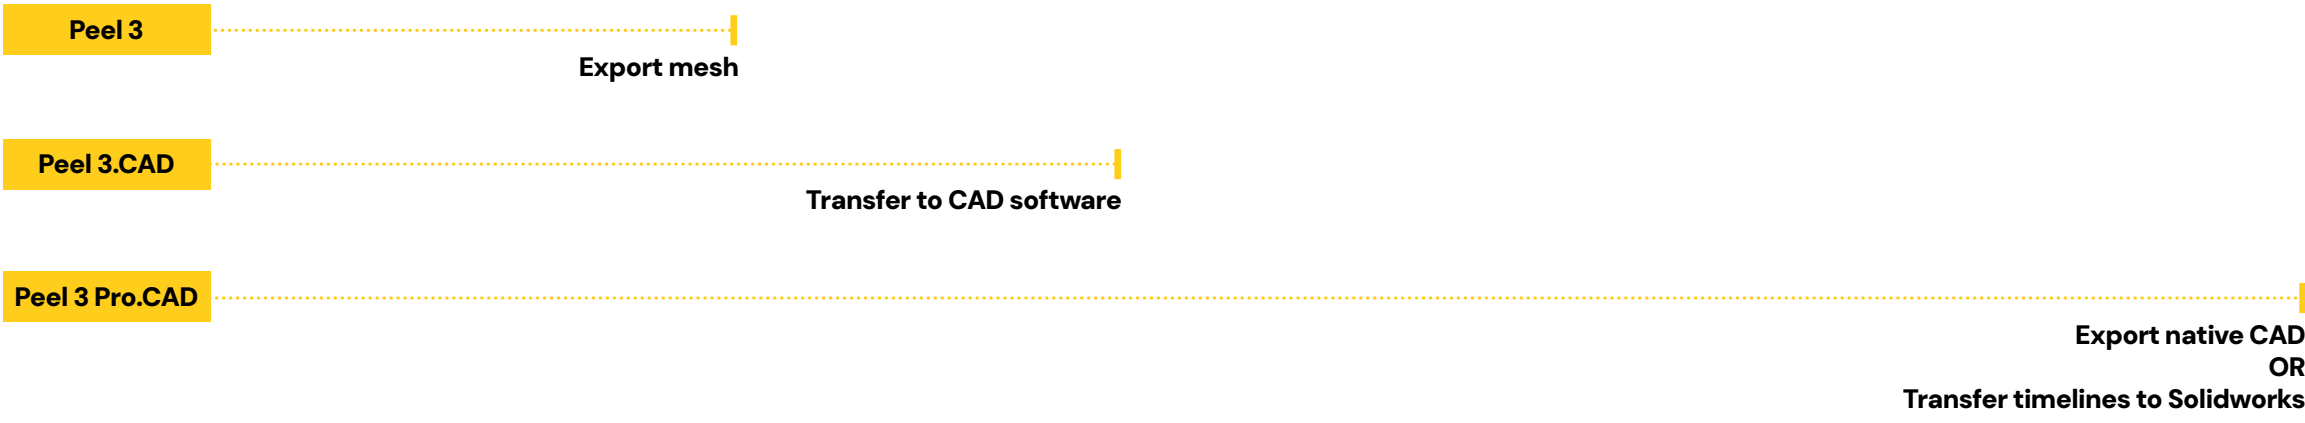 Peel 3
Export mesh
Peel 3.CAD
Transfer to CAD software
Peel 3 Pro.CAD
Export native CAD
OR
Transfer timelines to Solidworks